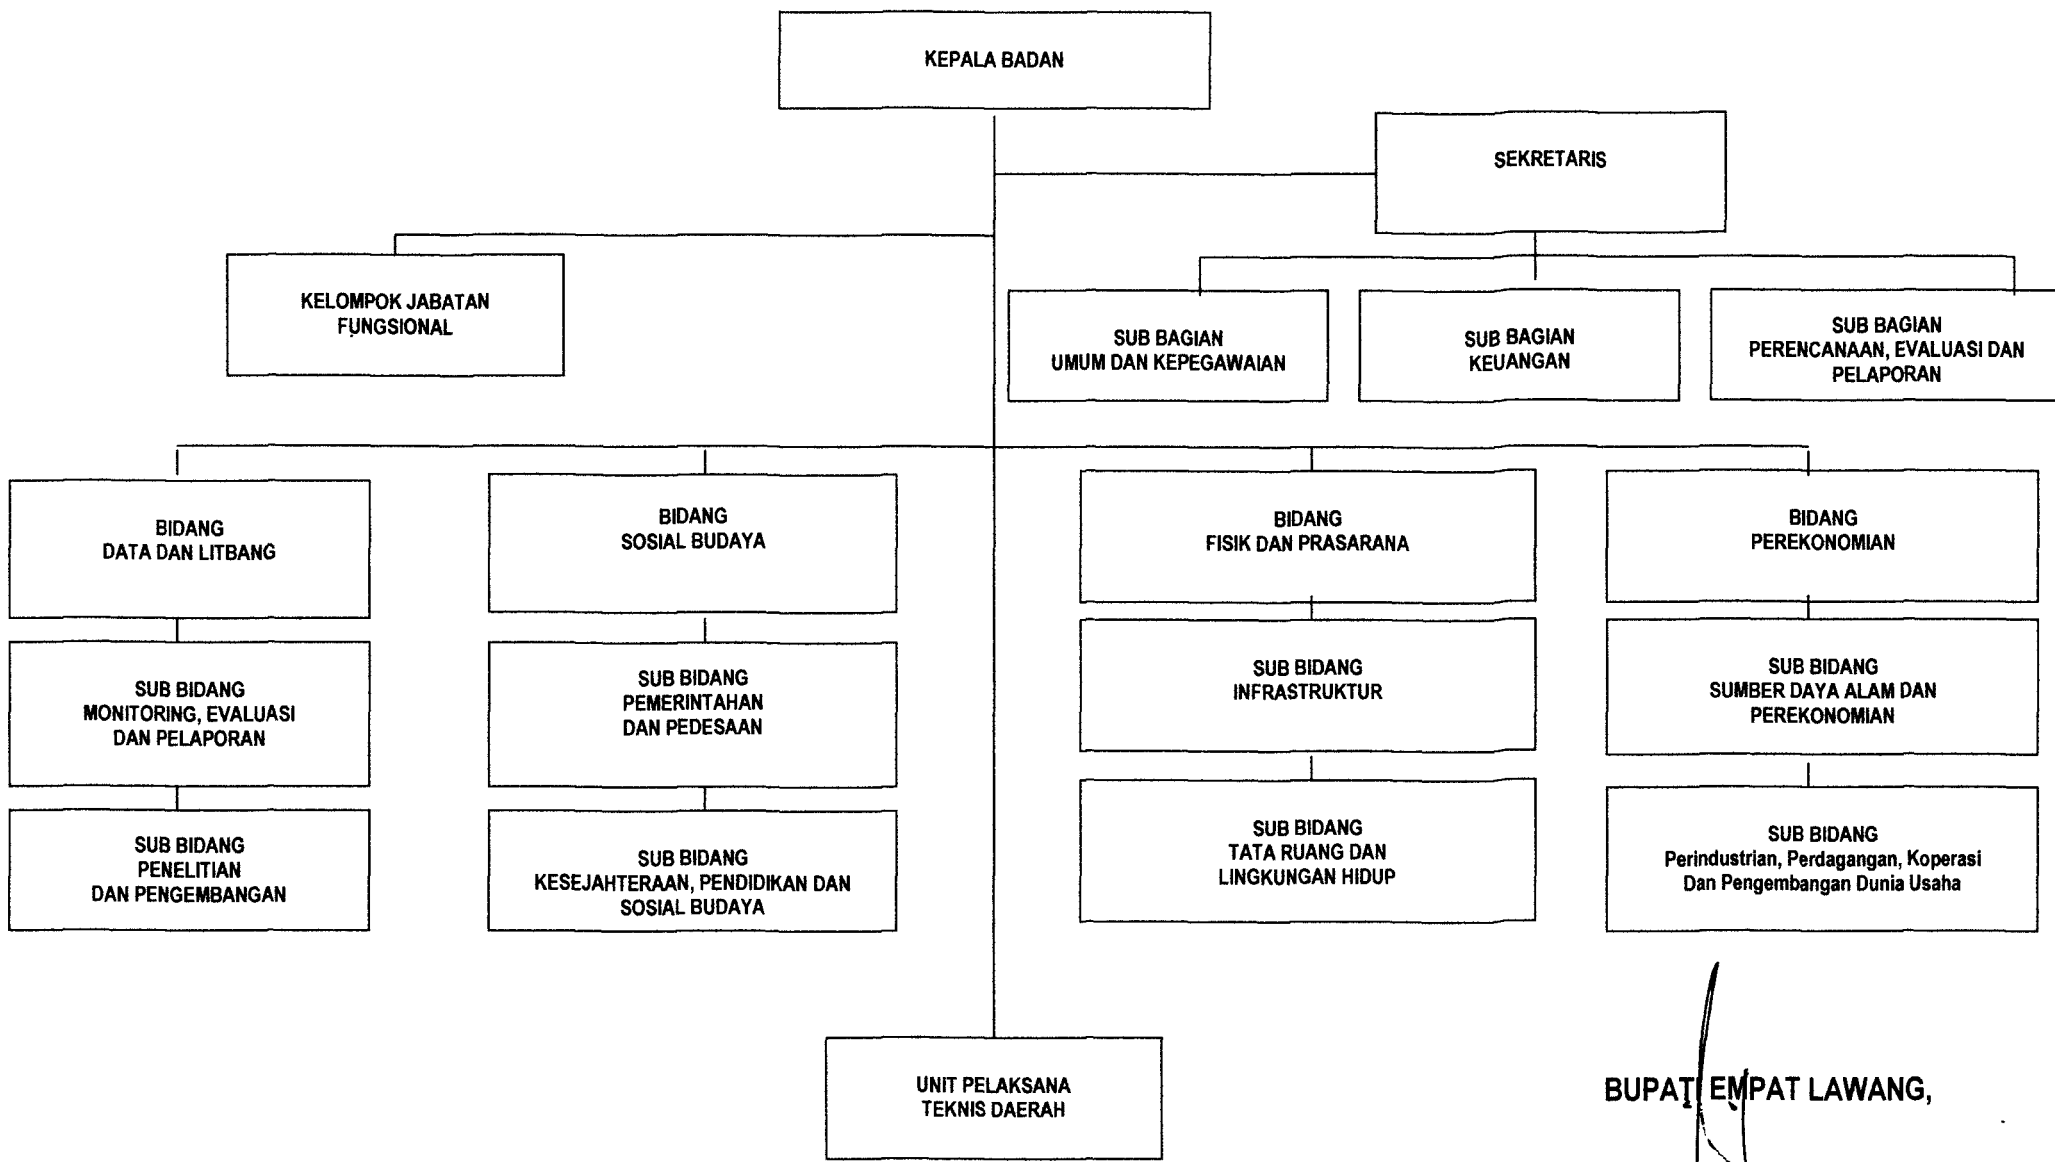 KEPALA BADAN
SEKRETARIS
KELOMPOK JABATAN
FUNGSIONAL
SUB BAGIAN
UMUM DAN KEPEGAWAIAN
SUB BAGIAN
KEUANGAN
SUB BAGIAN
PERENCANAAN, EVALUASI DAN
PELAPORAN
BIDANG
DATA DAN LITBANG
BIDANG
SOSIAL BUDAYA
BIDANG
FISIK DAN PRASARANA
BIDANG
PEREKONOMIAN
SUB BIDANG
MONITORING, EVALUASI
DAN PELAPORAN
SUB BIDANG
PEMERINTAHAN
DAN PEDESAAN
SUB BIDANG
INFRASTRUKTUR
SUB BIDANG
SUMBER DAYA ALAM DAN
PEREKONOMIAN
SUB BIDANG
PENELITIAN
DAN PENGEMBANGAN
SUB BIDANG
KESEJAHTERAAN, PENDIDIKAN DAN
SOSIAL BUDAYA
SUB BIDANG
TATA RUANG DAN
LINGKUNGAN HIDUP
SUB BIDANG
Perindustrian, Perdagangan, Koperasi
Dan Pengembangan Dunia Usaha
UNIT PELAKSANA
TEKNIS DAERAH
BUPATI EMPAT LAWANG,